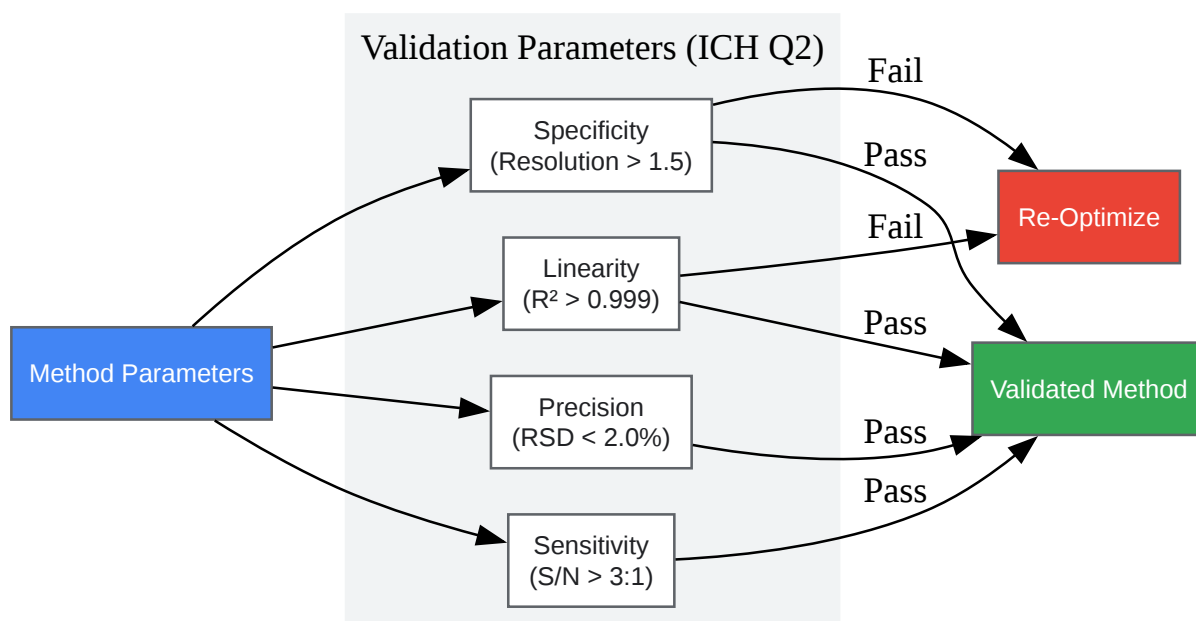 Validation Parameters (ICH Q2)
Fail
Specificity
(Resolution > 1.5)
Pass
Re-Optimize
Fail
Linearity
(R² > 0.999)
Pass
Method Parameters
Validated Method
Precision
(RSD < 2.0%)
Pass
Pass
Sensitivity
(S/N > 3:1)